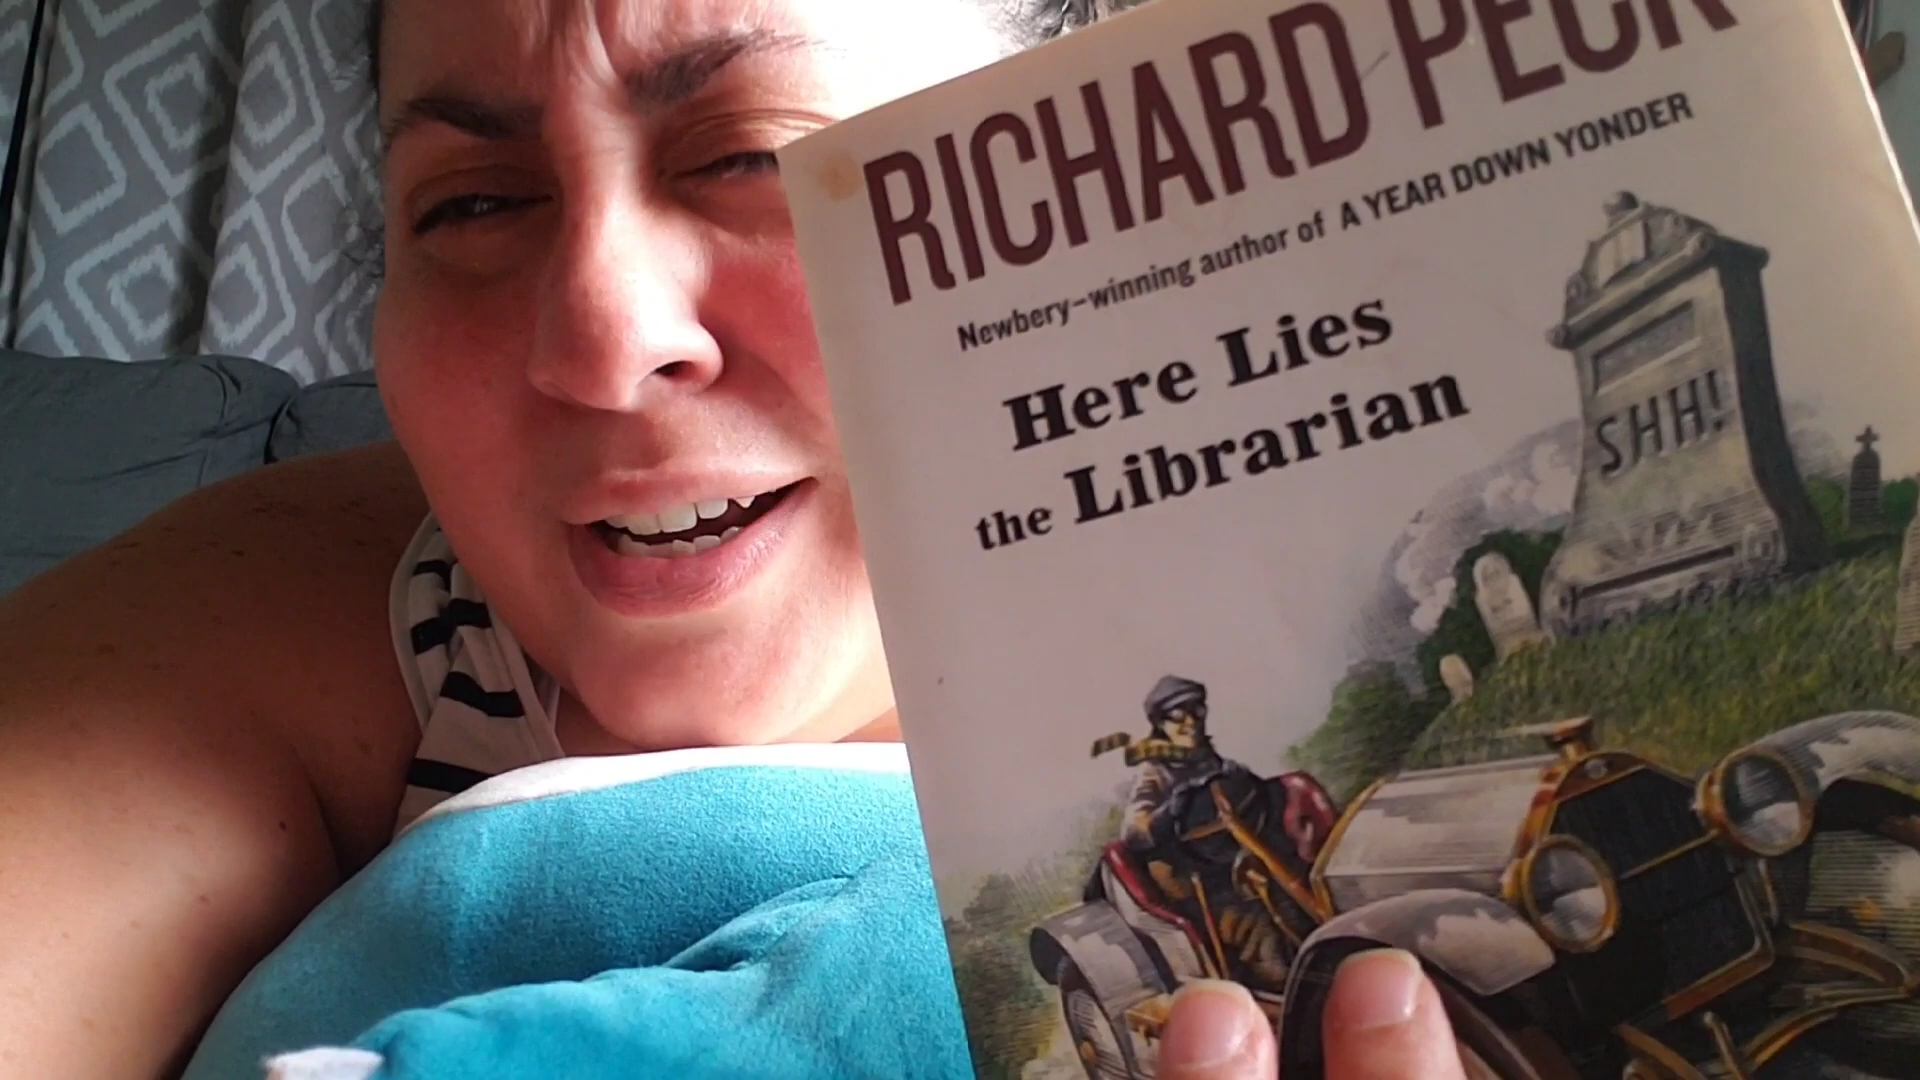 RICHARD PECK
Newbery-winning author of A YEAR DOWN YONDER
Here Lies
the Librarian
SHH!